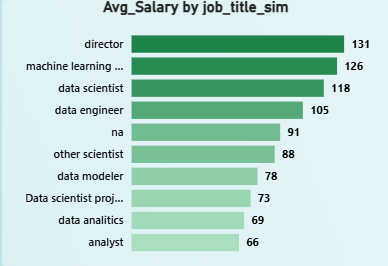 Avg_Salary by job_title_sim
director 131
machine learning ... 126
data scientist 118
data engineer 105
na 91
other scientist 88
data modeler 78
Data scientist proj... 73
data analitics 69
analyst 66